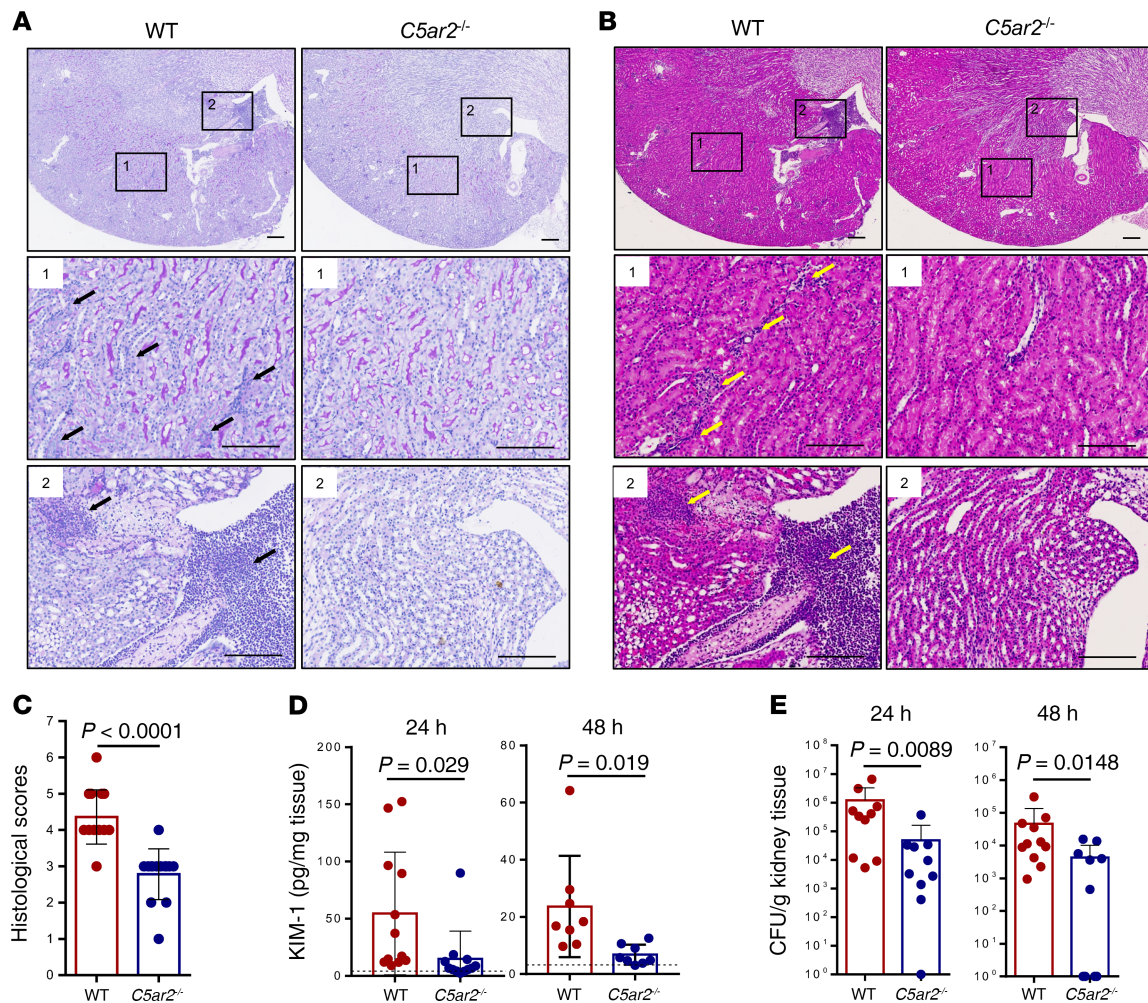 A
WT
C5ar2-/-
2
1
2
1
1
1
2
2
B
WT
C5ar2-/-
2
1
2
1
1
1
2
2
C
P < 0.0001
Histological scores
7
6
5
4
3
2
1
0
WT
C5ar2-/-
D
24 h
48 h
KIM-1 (pg/mg tissue)
P = 0.029
200
150
100
50
0
WT
C5ar2-/-
P = 0.019
80
60
40
20
0
WT
C5ar2-/-
E
24 h
48 h
CFU/g kidney tissue
P = 0.0089
10^8
10^7
10^6
10^5
10^4
10^3
10^2
10^1
10^0
WT
C5ar2-/-
P = 0.0148
10^7
10^6
10^5
10^4
10^3
10^2
10^1
10^0
WT
C5ar2-/-